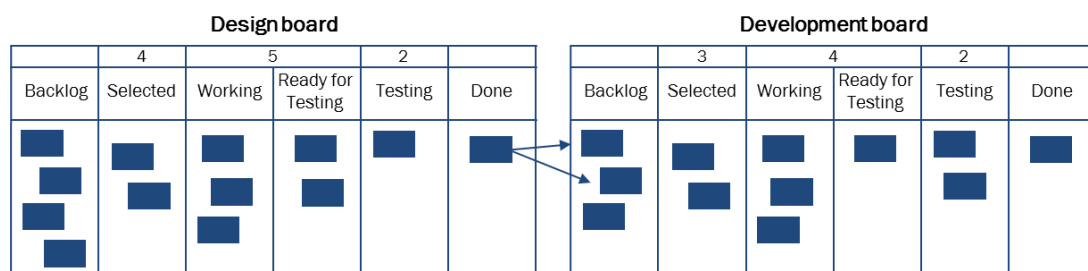 Design board
Development board
4 5 2
3 4 2
Backlog Selected Working Ready for
Testing Testing Done
Backlog Selected Working Ready for
Testing Testing Done